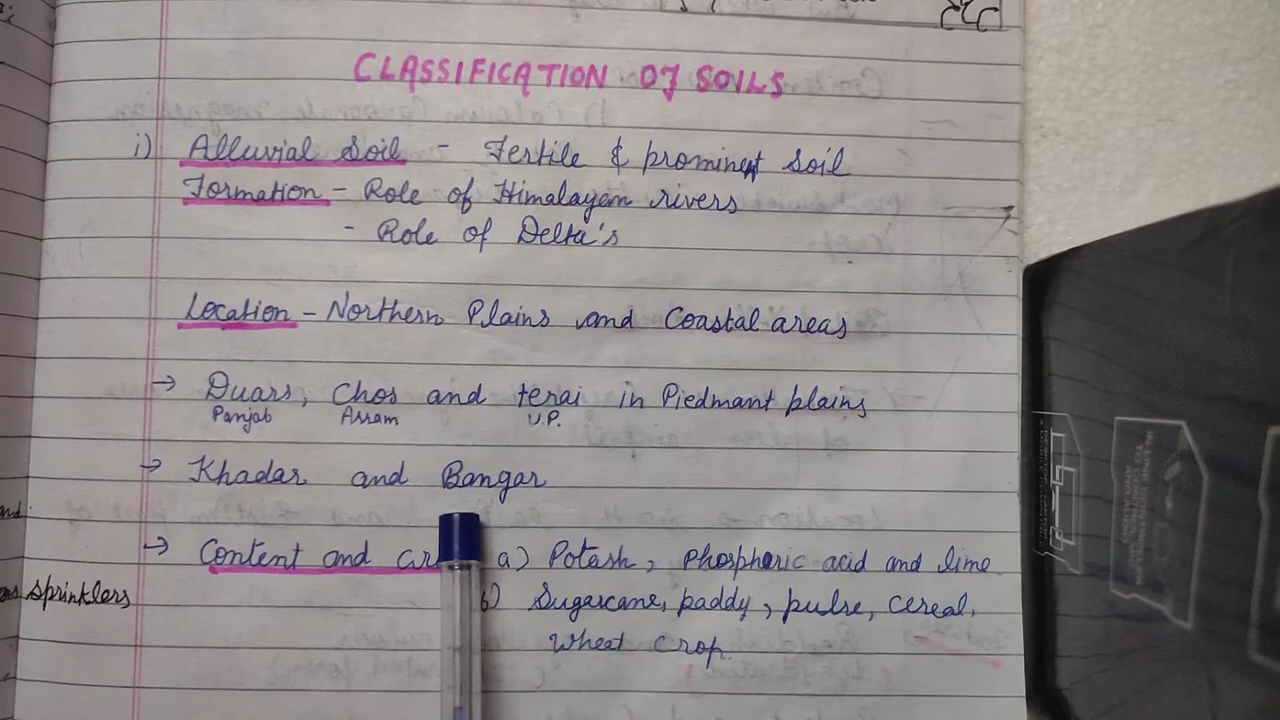 CLASSIFICATION OF SOILS
i) Alluvial Soil - Fertile & prominent soil
Formation - Role of Himalayan rivers
- Role of Delta's
Location - Northern Plains and Coastal areas
→ Duars, Chos and terai in Piedmant plains
Panjab Assam U.P.
→ Khadar and Bangar
→ Content and a) Potash, phosphoric acid and lime
b) Sugarcane, paddy, pulse, cereal,
Wheat crop.
sprinklers